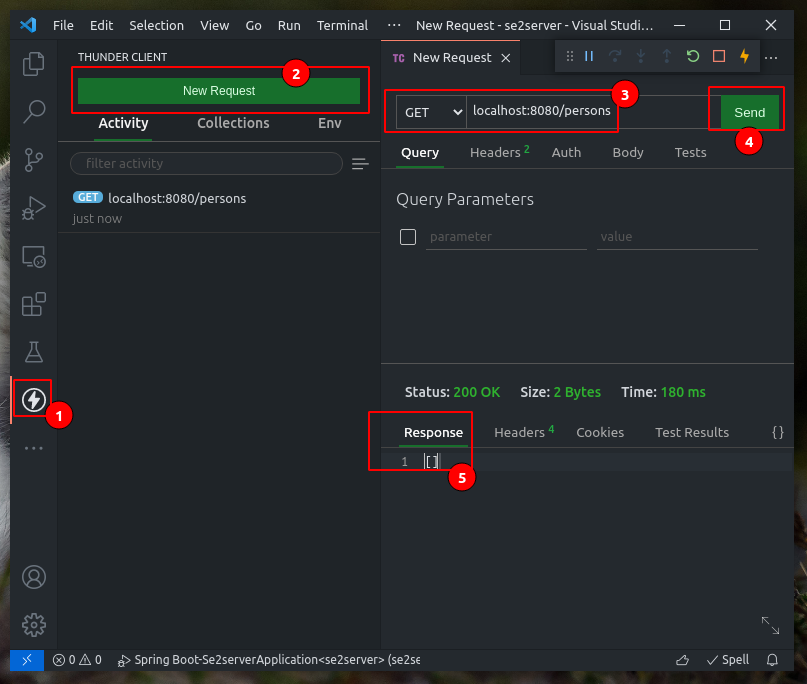 File Edit Selection View Go Run Terminal ··· New Request - se2server - Visual Studi...
THUNDER CLIENT
New Request
2
Activity Collections Env
filter activity
GET localhost:8080/persons
just now
1
TC New Request
GET localhost:8080/persons
3
Send
4
Query Headers 2 Auth Body Tests
Query Parameters
parameter value
Status: 200 OK Size: 2 Bytes Time: 180 ms
Response Headers 4 Cookies Test Results {}
1 []
5
0 0 Spring Boot-Se2serverApplication<se2server> (se2se Spell